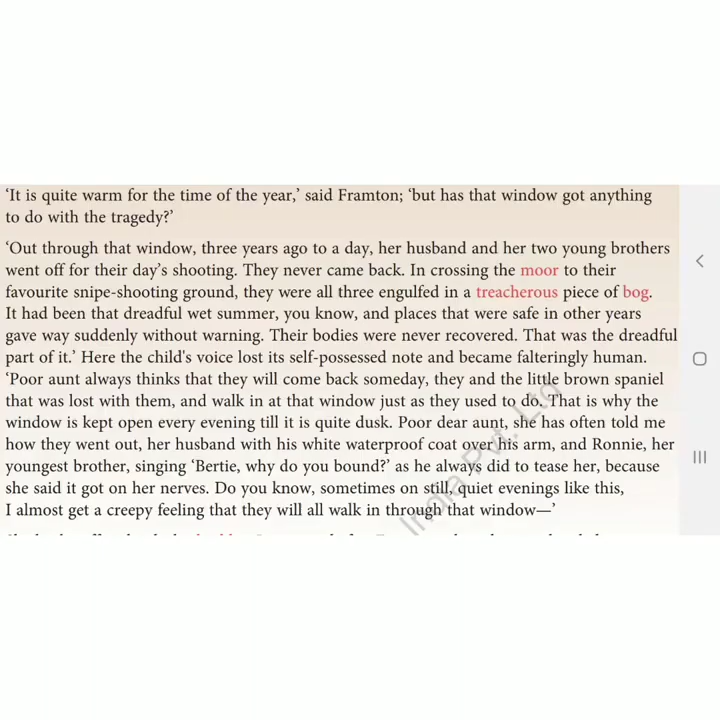 ‘It is quite warm for the time of the year,’ said Framton; ‘but has that window got anything
to do with the tragedy?’
‘Out through that window, three years ago to a day, her husband and her two young brothers
went off for their day’s shooting. They never came back. In crossing the moor to their
favourite snipe-shooting ground, they were all three engulfed in a treacherous piece of bog.
It had been that dreadful wet summer, you know, and places that were safe in other years
gave way suddenly without warning. Their bodies were never recovered. That was the dreadful
part of it.’ Here the child's voice lost its self-possessed note and became falteringly human.
‘Poor aunt always thinks that they will come back someday, they and the little brown spaniel
that was lost with them, and walk in at that window just as they used to do. That is why the
window is kept open every evening till it is quite dusk. Poor dear aunt, she has often told me
how they went out, her husband with his white waterproof coat over his arm, and Ronnie, her
youngest brother, singing ‘Bertie, why do you bound?’ as he always did to tease her, because
she said it got on her nerves. Do you know, sometimes on still, quiet evenings like this,
I almost get a creepy feeling that they will all walk in through that window—’
India Pvt. Ltd